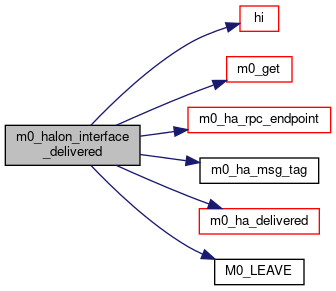 hi
m0_get
m0_ha_rpc_endpoint
m0_halon_interface
_delivered
m0_ha_msg_tag
m0_ha_delivered
M0_LEAVE